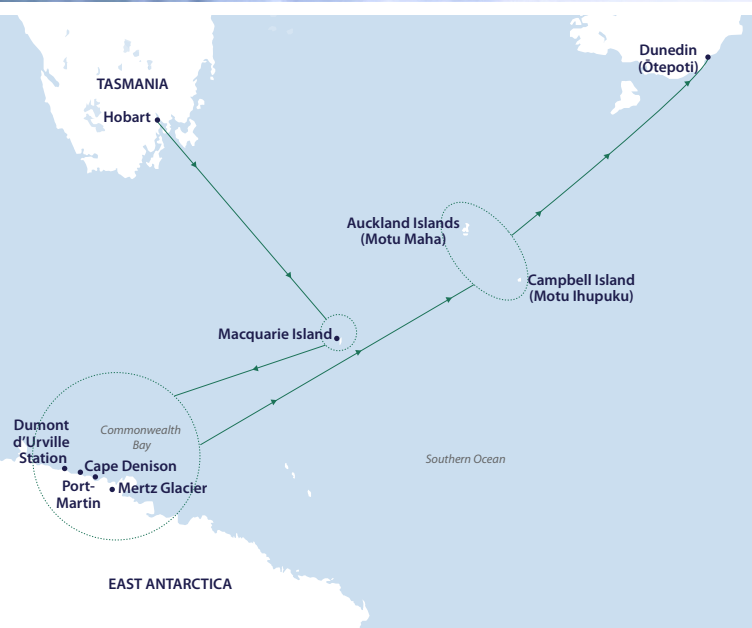 Dunedin
(Ōtepoti)
TASMANIA
Hobart
Auckland Islands
(Motu Maha)
Campbell Island
(Motu Ihupuku)
Macquarie Island
Commonwealth
Bay
Dumont
d'Urville
Station
Cape Denison
Port-
Martin
Mertz Glacier
Southern Ocean
EAST ANTARCTICA